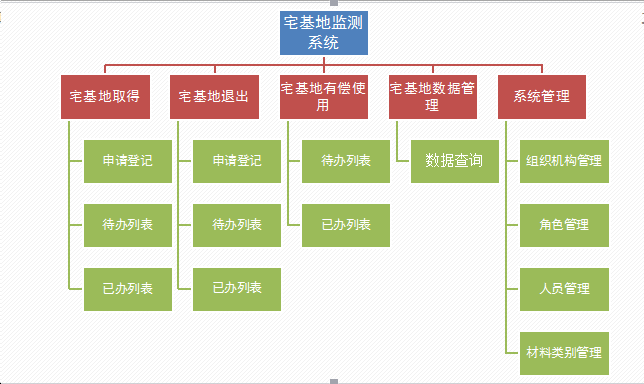 宅基地监测
系统
宅基地取得
宅基地退出
宅基地有偿使
用
宅基地数据管
理
系统管理
申请登记
申请登记
待办列表
数据查询
组织机构管理
待办列表
待办列表
已办列表
角色管理
已办列表
已办列表
人员管理
材料类别管理